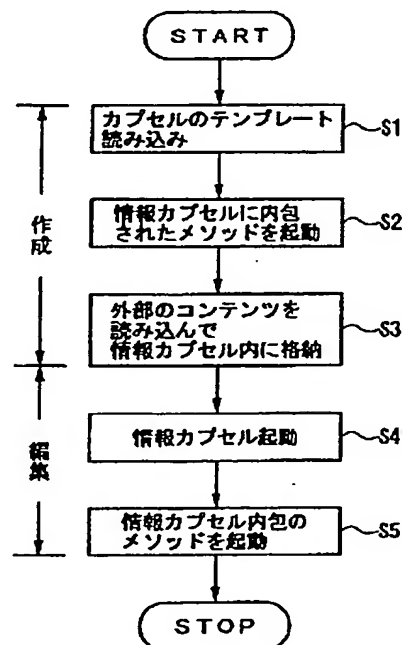 START
カプセルのテンプレート
読み込み
S1
作成
情報カプセルに内包
されたメソッドを起動
S2
外部のコンテンツを
読み込んで
情報カプセル内に格納
S3
編集
情報カプセル起動
S4
情報カプセル内包の
メソッドを起動
S5
STOP